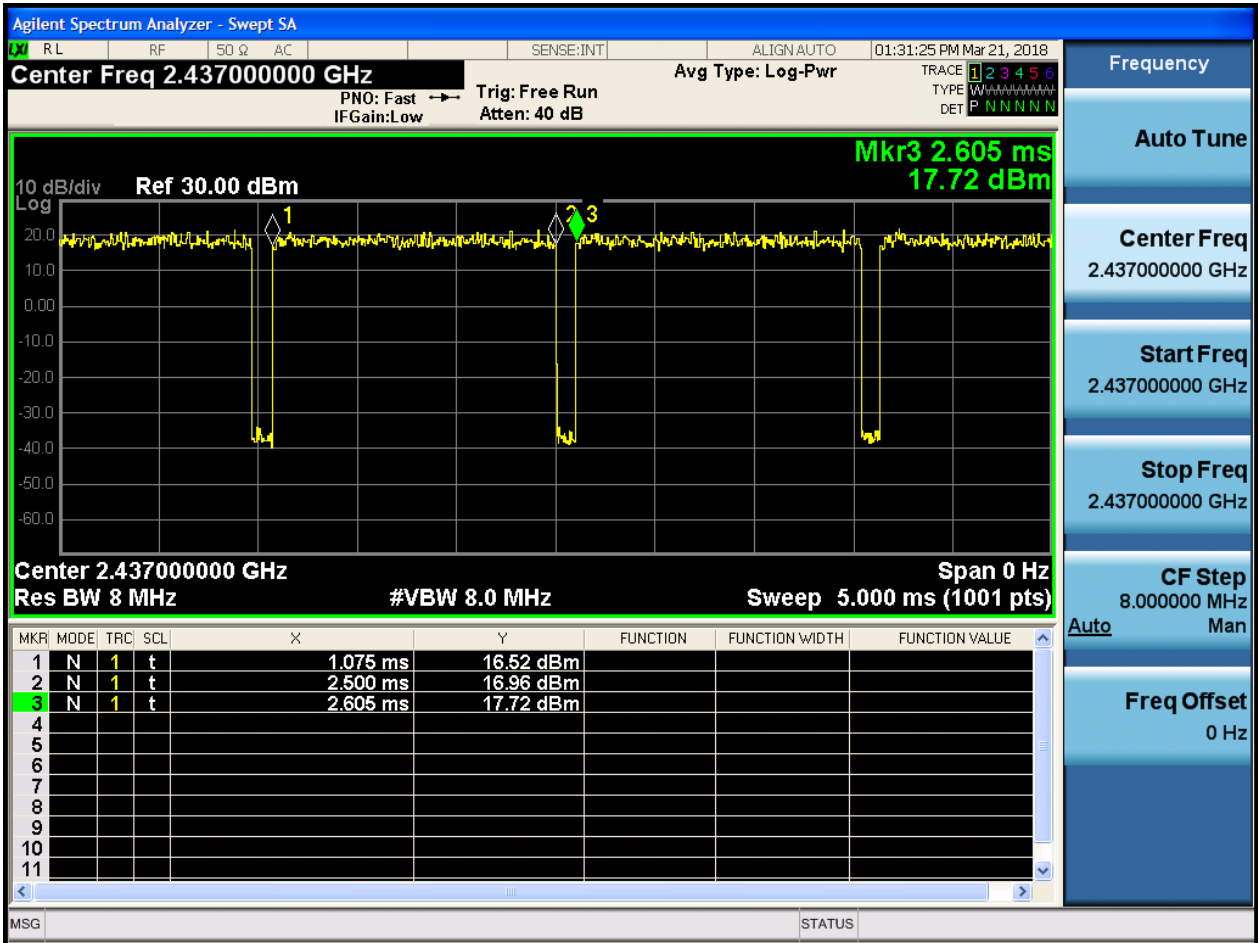 Agilent Spectrum Analyzer - Swept SA
LXI RL RF 50 Ω AC SENSE:INT ALIGN AUTO 01:31:25 PM Mar 21, 2018
Center Freq 2.437000000 GHz
PNO: Fast
IFGain:Low
Trig: Free Run
Atten: 40 dB
Avg Type: Log-Pwr
TRACE 1 2 3 4 5 6
TYPE WWWWWW
DET P N N N N N
Mkr3 2.605 ms
17.72 dBm
10 dB/div Ref 30.00 dBm
Log
1 2 3
20.0
10.0
0.00
-10.0
-20.0
-30.0
-40.0
-50.0
-60.0
Center 2.437000000 GHz Span 0 Hz
Res BW 8 MHz #VBW 8.0 MHz Sweep 5.000 ms (1001 pts)
MKR MODE TRC SCL X Y FUNCTION FUNCTION WIDTH FUNCTION VALUE
1 N 1 t 1.075 ms 16.52 dBm
2 N 1 t 2.500 ms 16.96 dBm
3 N 1 t 2.605 ms 17.72 dBm
4
5
6
7
8
9
10
11
MSG STATUS
Frequency
Auto Tune
Center Freq
2.437000000 GHz
Start Freq
2.437000000 GHz
Stop Freq
2.437000000 GHz
CF Step
8.000000 MHz
Auto Man
Freq Offset
0 Hz